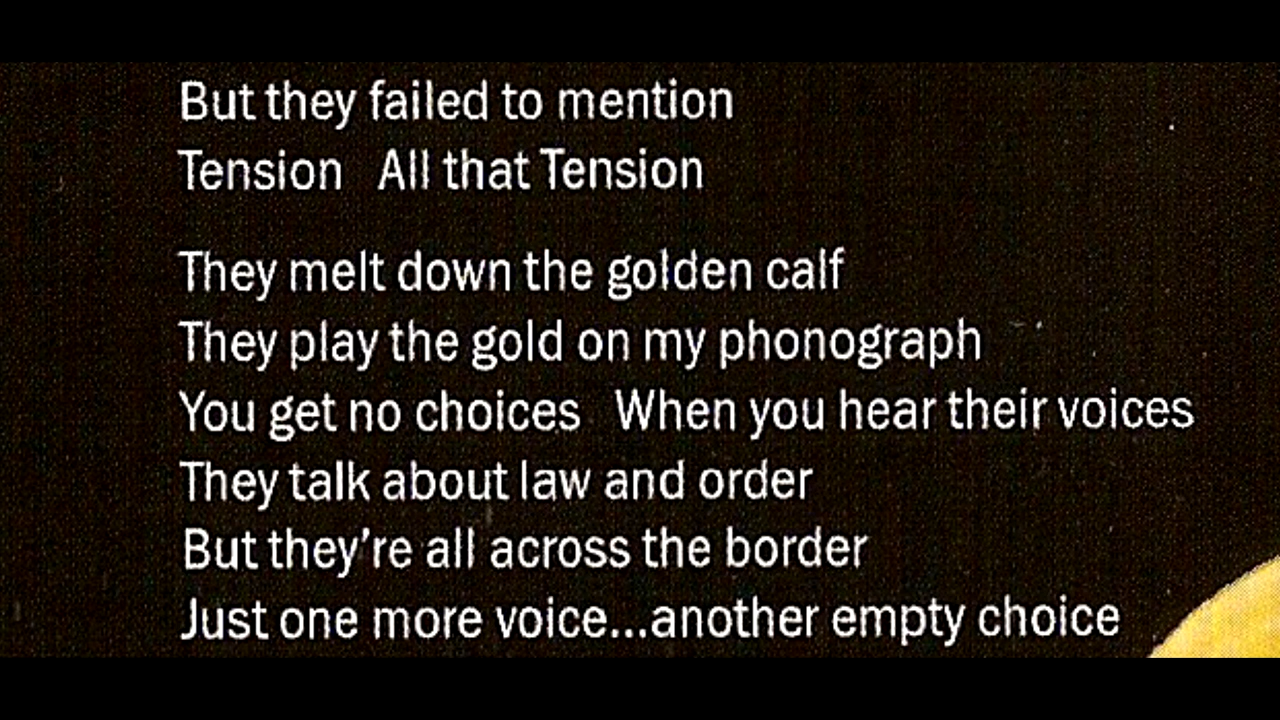 But they failed to mention
Tension   All that Tension
They melt down the golden calf
They play the gold on my phonograph
You get no choices   When you hear their voices
They talk about law and order
But they're all across the border
Just one more voice...another empty choice